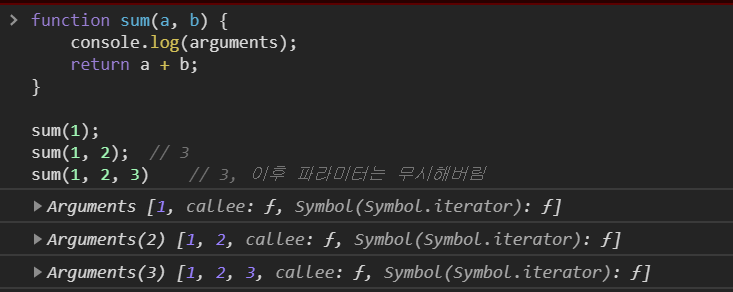 function sum(a, b) {
    console.log(arguments);
    return a + b;
}
sum(1);
sum(1, 2);  // 3
sum(1, 2, 3)    // 3, 이후 파라미터는 무시해버림
Arguments [1, callee: ƒ, Symbol(Symbol.iterator): ƒ]
Arguments(2) [1, 2, callee: ƒ, Symbol(Symbol.iterator): ƒ]
Arguments(3) [1, 2, 3, callee: ƒ, Symbol(Symbol.iterator): ƒ]